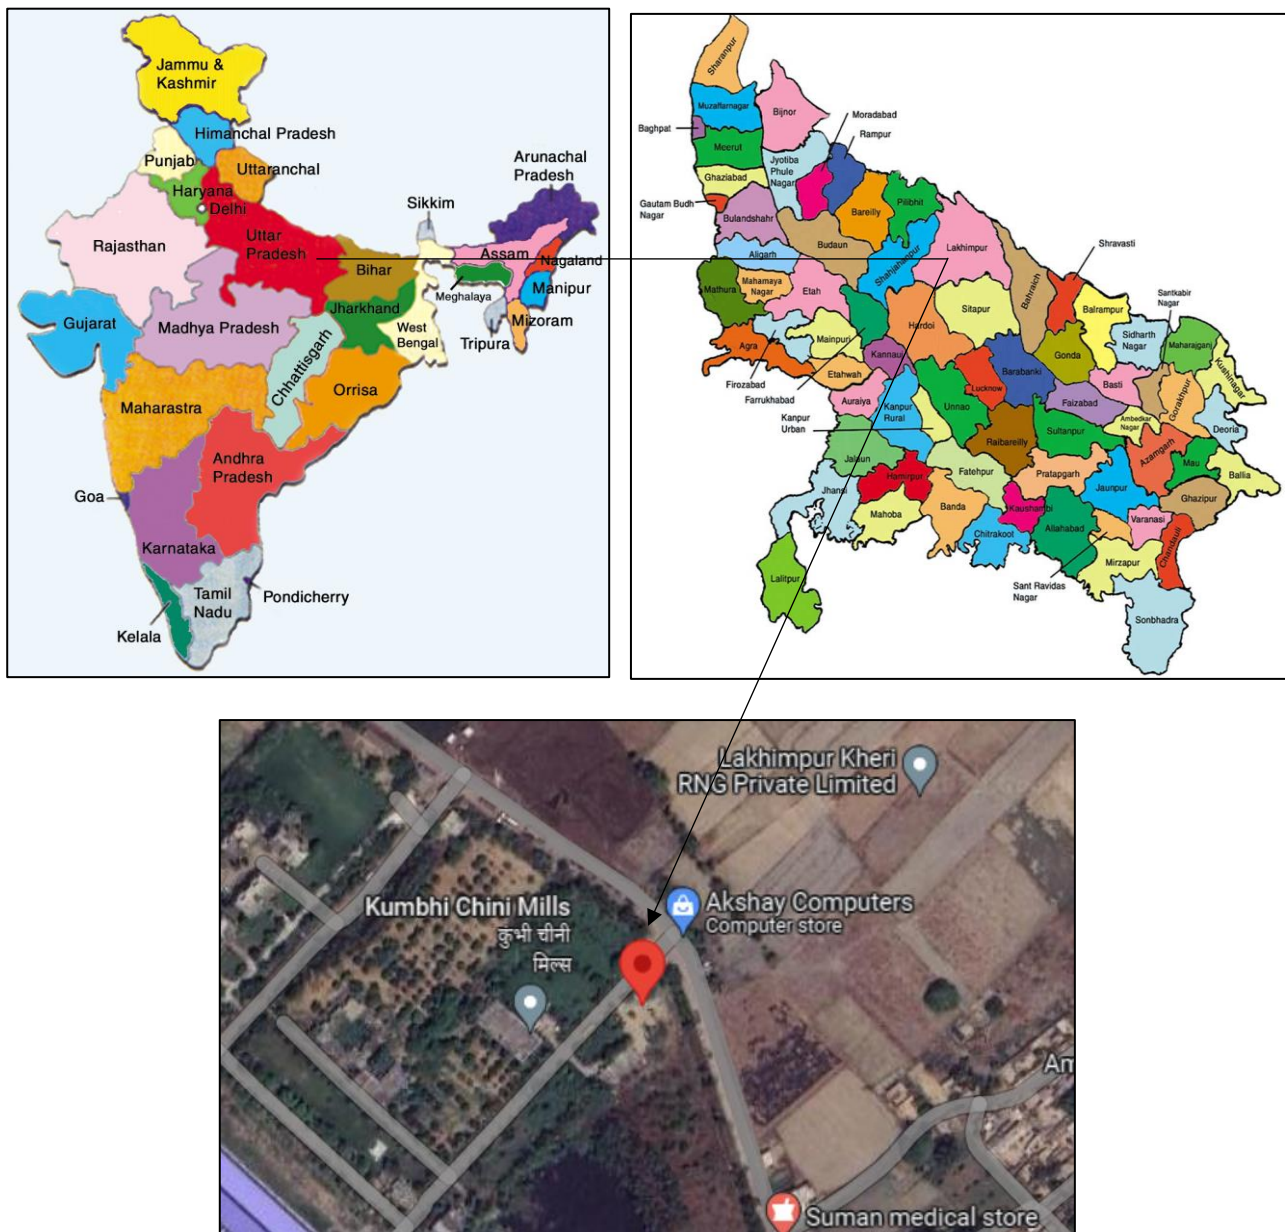 Jammu &
Kashmir
Himanchal Pradesh
Punjab
Uttaranchal
Haryana
Delhi
Arunachal
Pradesh
Sikkim
Rajasthan
Uttar
Pradesh
Assam
Nagaland
Bihar
Meghalaya
Manipur
Gujarat
Madhya Pradesh
Jharkhand
West
Bengal
Mizoram
Tripura
Chhattisgarh
Orrisa
Maharastra
Andhra
Pradesh
Goa
Karnataka
Tamil
Nadu
Pondicherry
Kelala
Sharanpur
Muzaffarnagar
Bijnor
Moradabad
Baghpat
Rampur
Meerut
Jyotiba
Phule
Nagar
Ghaziabad
Gautam Budh
Nagar
Bulandshahr
Bareilly
Pilibhit
Budaun
Lakhimpur
Shravasti
Aligarh
Shahjahanpur
Mathura
Mahamaya
Nagar
Etah
Bahraich
Santkabir
Nagar
Sitapur
Balrampur
Hardoi
Sidharth
Nagar
Maharajganj
Agra
Mainpuri
Kannauj
Gonda
Kushinagar
Firozabad
Farrukhabad
Etahwah
Lucknow
Barabanki
Basti
Gorakhpur
Auraiya
Kanpur
Rural
Unnao
Faizabad
Kanpur
Urban
Ambedkar
Nagar
Deoria
Raibareilly
Sultanpur
Azamgarh
Jalaun
Mau
Ballia
Hamirpur
Fatehpur
Pratapgarh
Jaunpur
Jhansi
Ghazipur
Mahoba
Banda
Kaushambi
Varanasi
Chitrakoot
Allahabad
Chandauli
Lalitpur
Mirzapur
Sant Ravidas
Nagar
Sonbhadra
Lakhimpur Kheri
RNG Private Limited
Kumbhi Chini Mills
कुंभी चीनी
मिल्स
Akshay Computers
Computer store
Am
Suman medical store